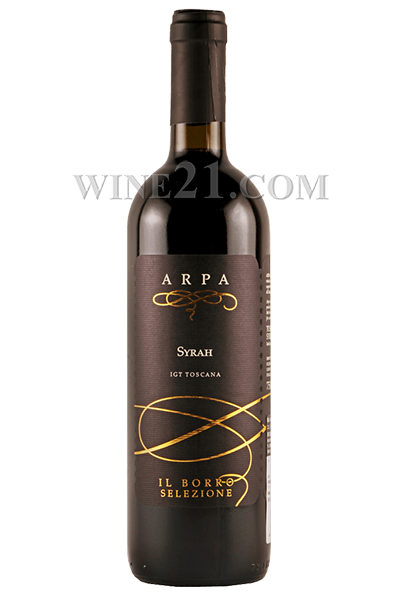 WINE21.COM
ARPA
SYRAH
IGT TOSCANA
IL BORRO
SELEZIONE